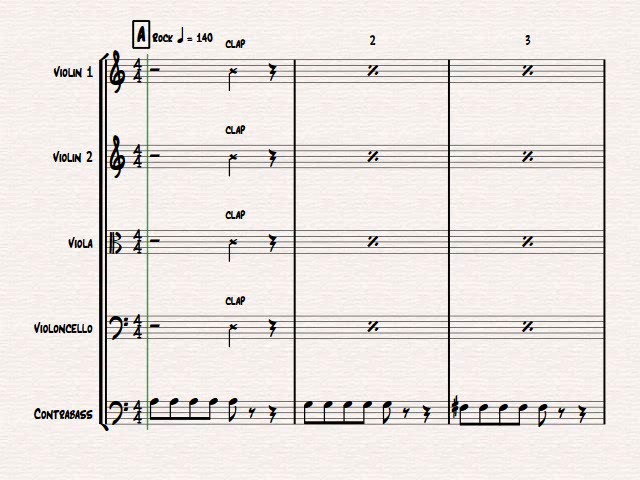 A Rock ♩ = 140
CLAP
2
3
Violin 1
CLAP
Violin 2
CLAP
Viola
CLAP
Violoncello
Contrabass